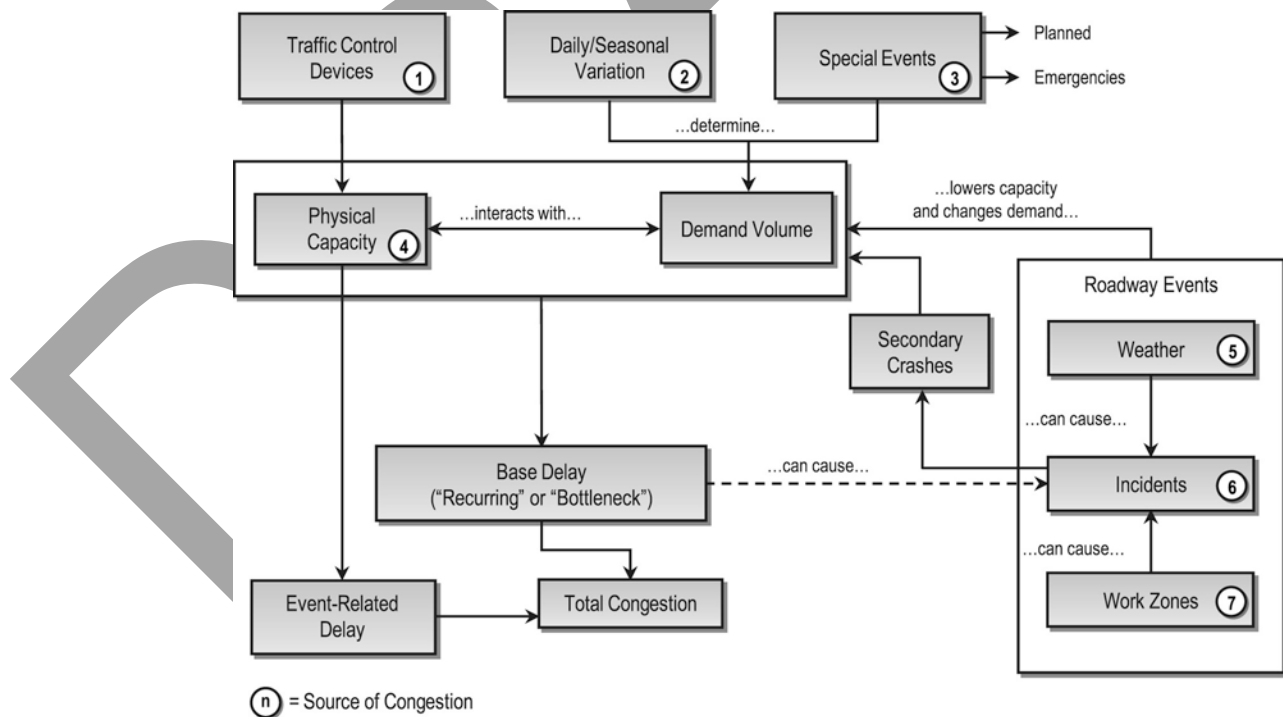 Traffic Control
Devices
1
Daily/Seasonal
Variation
2
Special Events
3
Planned
Emergencies
…determine…
Physical
Capacity
4
…interacts with…
Demand Volume
…lowers capacity
and changes demand…
Roadway Events
Weather
5
…can cause…
Incidents
6
…can cause…
Work Zones
7
Secondary
Crashes
Base Delay
(“Recurring” or “Bottleneck”)
…can cause…
Event-Related
Delay
Total Congestion
n = Source of Congestion